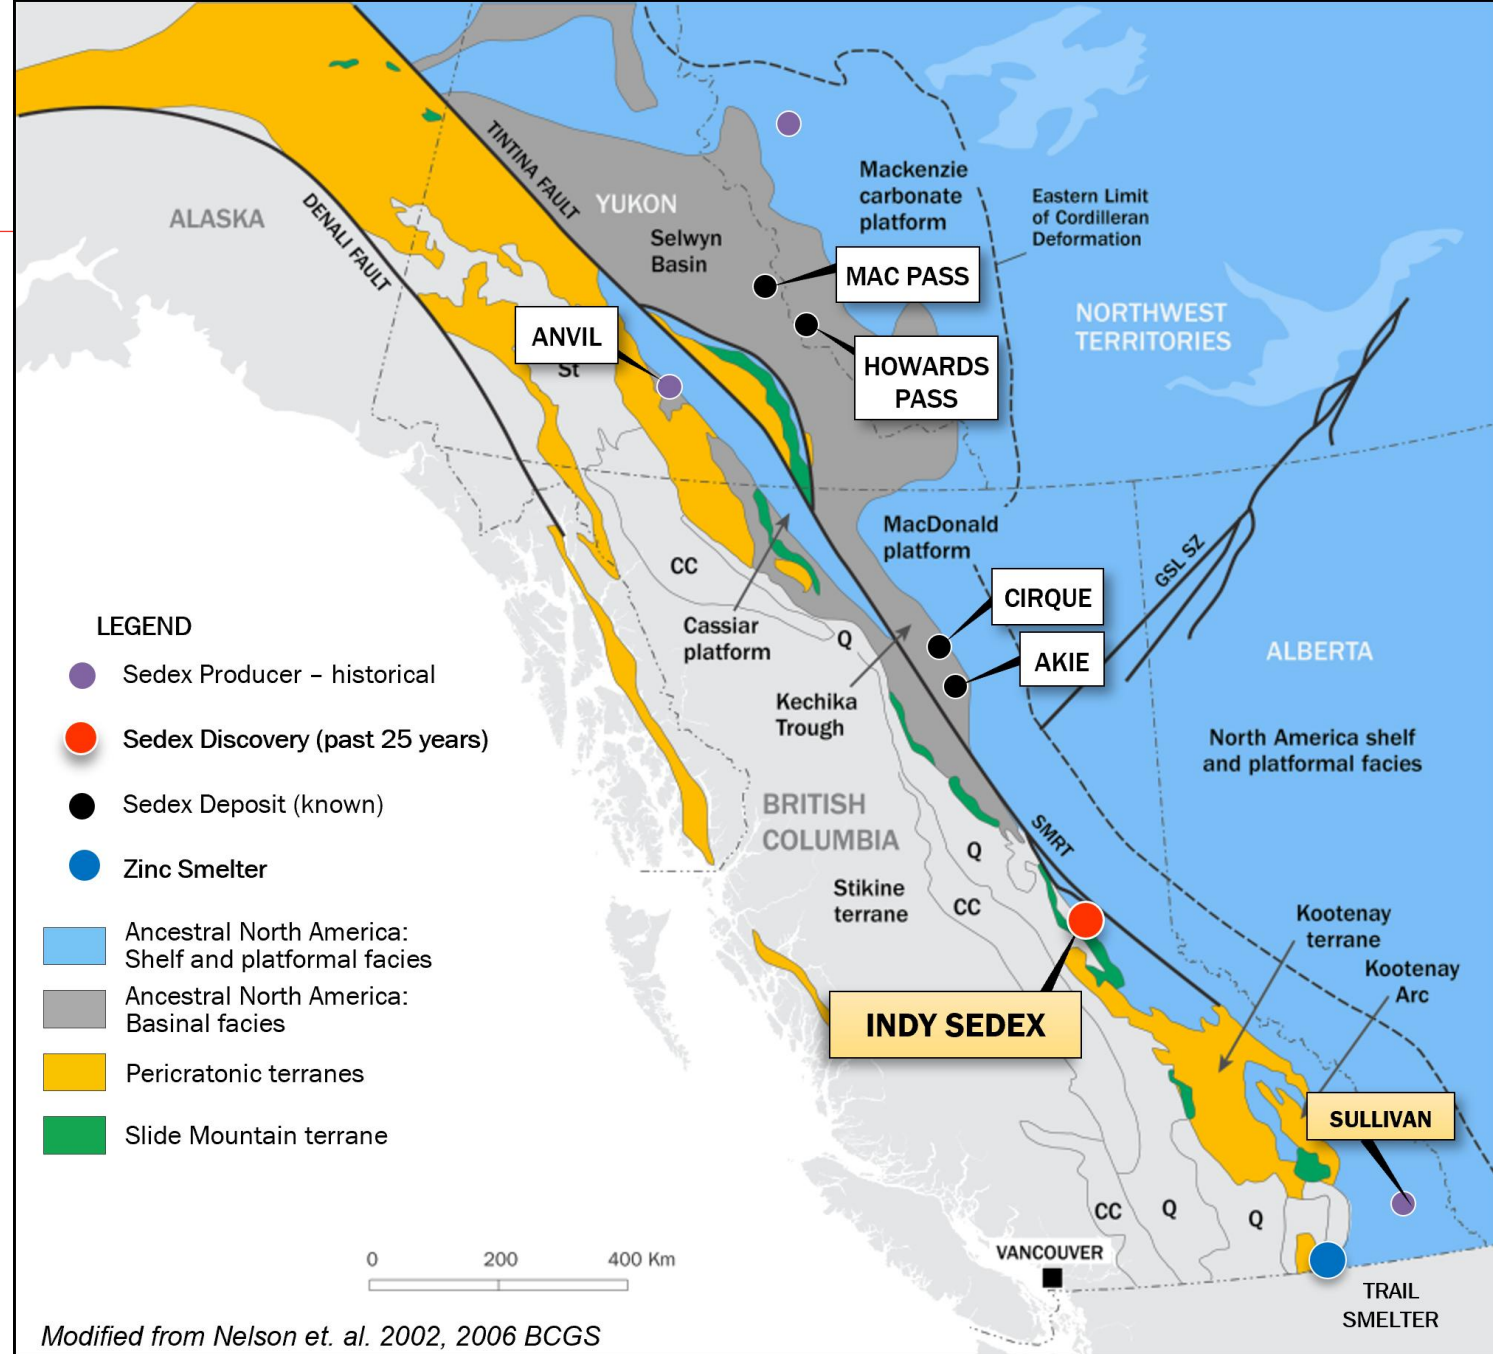 ALASKA
DENALI FAULT
TINTINA FAULT
YUKON
Selwyn
Basin
Mackenzie
carbonate
platform
Eastern Limit
of Cordilleran
Deformation
MAC PASS
HOWARDS
PASS
ANVIL
St
NORTHWEST
TERRITORIES
MacDonald
platform
GSL SZ
CIRQUE
AKIE
ALBERTA
CC
Cassiar
platform
Q
Kechika
Trough
North America shelf
and platformal facies
BRITISH
COLUMBIA
SMRT
Q
Stikine
terrane
CC
Kootenay
terrane
Kootenay
Arc
INDY SEDEX
SULLIVAN
CC
Q
Q
VANCOUVER
TRAIL
SMELTER
LEGEND
Sedex Producer – historical
Sedex Discovery (past 25 years)
Sedex Deposit (known)
Zinc Smelter
Ancestral North America:
Shelf and platformal facies
Ancestral North America:
Basinal facies
Pericratonic terranes
Slide Mountain terrane
0 200 400 Km
Modified from Nelson et. al. 2002, 2006 BCGS